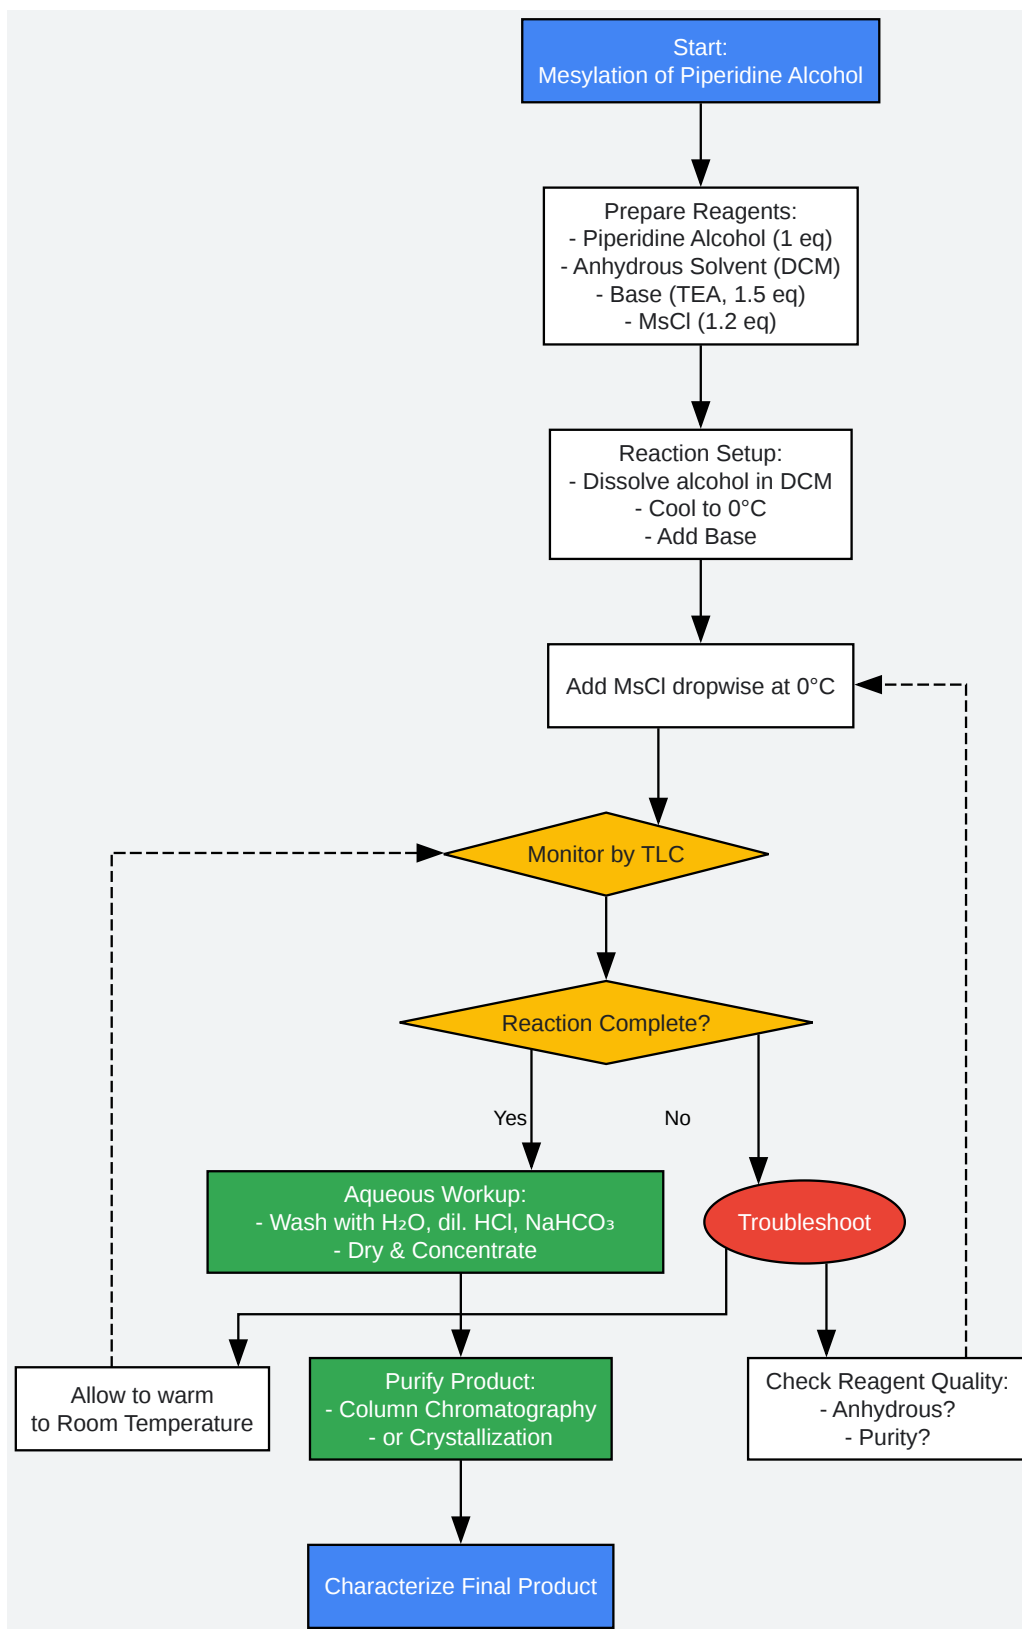 Start:
Mesylation of Piperidine Alcohol
Prepare Reagents:
- Piperidine Alcohol (1 eq)
- Anhydrous Solvent (DCM)
- Base (TEA, 1.5 eq)
- MsCl (1.2 eq)
Reaction Setup:
- Dissolve alcohol in DCM
- Cool to 0°C
- Add Base
Add MsCl dropwise at 0°C
Monitor by TLC
Reaction Complete?
Yes
No
Aqueous Workup:
- Wash with H₂O, dil. HCl, NaHCO₃
- Dry & Concentrate
Troubleshoot
Allow to warm
to Room Temperature
Purify Product:
- Column Chromatography
- or Crystallization
Check Reagent Quality:
- Anhydrous?
- Purity?
Characterize Final Product